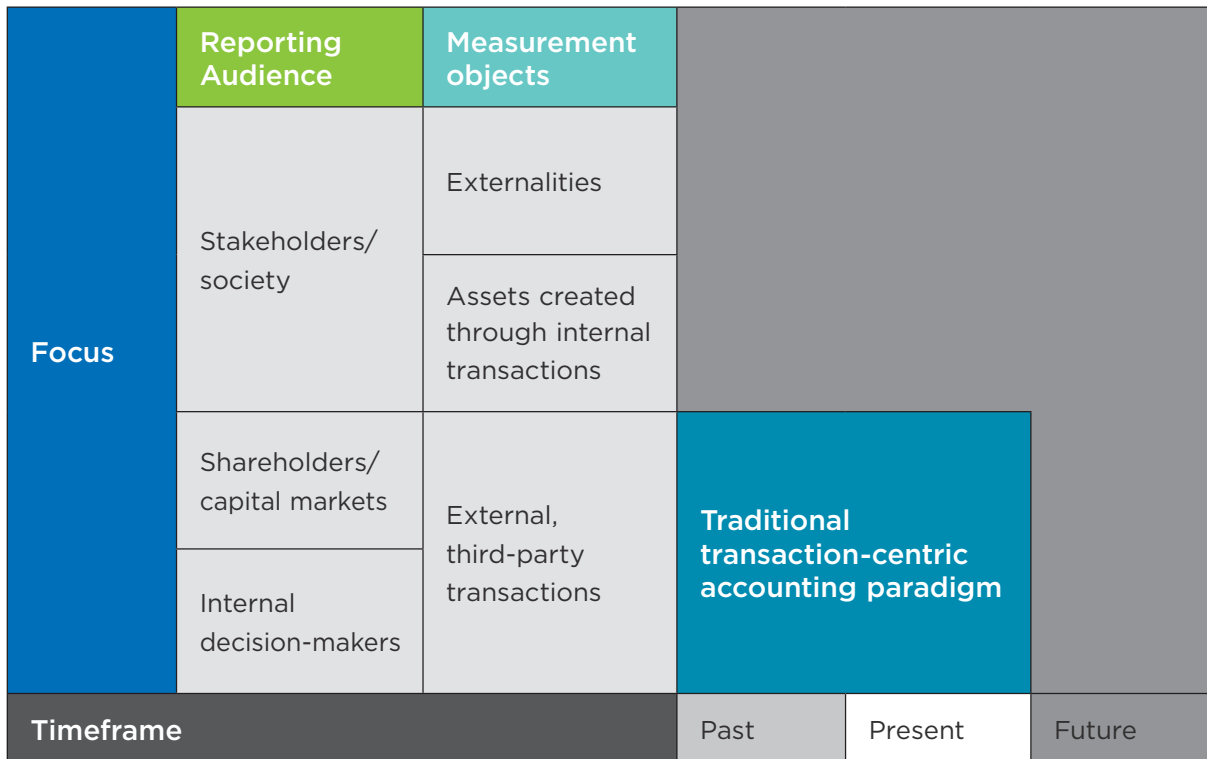 Reporting
Audience
Measurement
objects
Focus
Stakeholders/
society
Externalities
Assets created
through internal
transactions
Shareholders/
capital markets
Internal
decision-makers
External,
third-party
transactions
Traditional
transaction-centric
accounting paradigm
Timeframe
Past
Present
Future